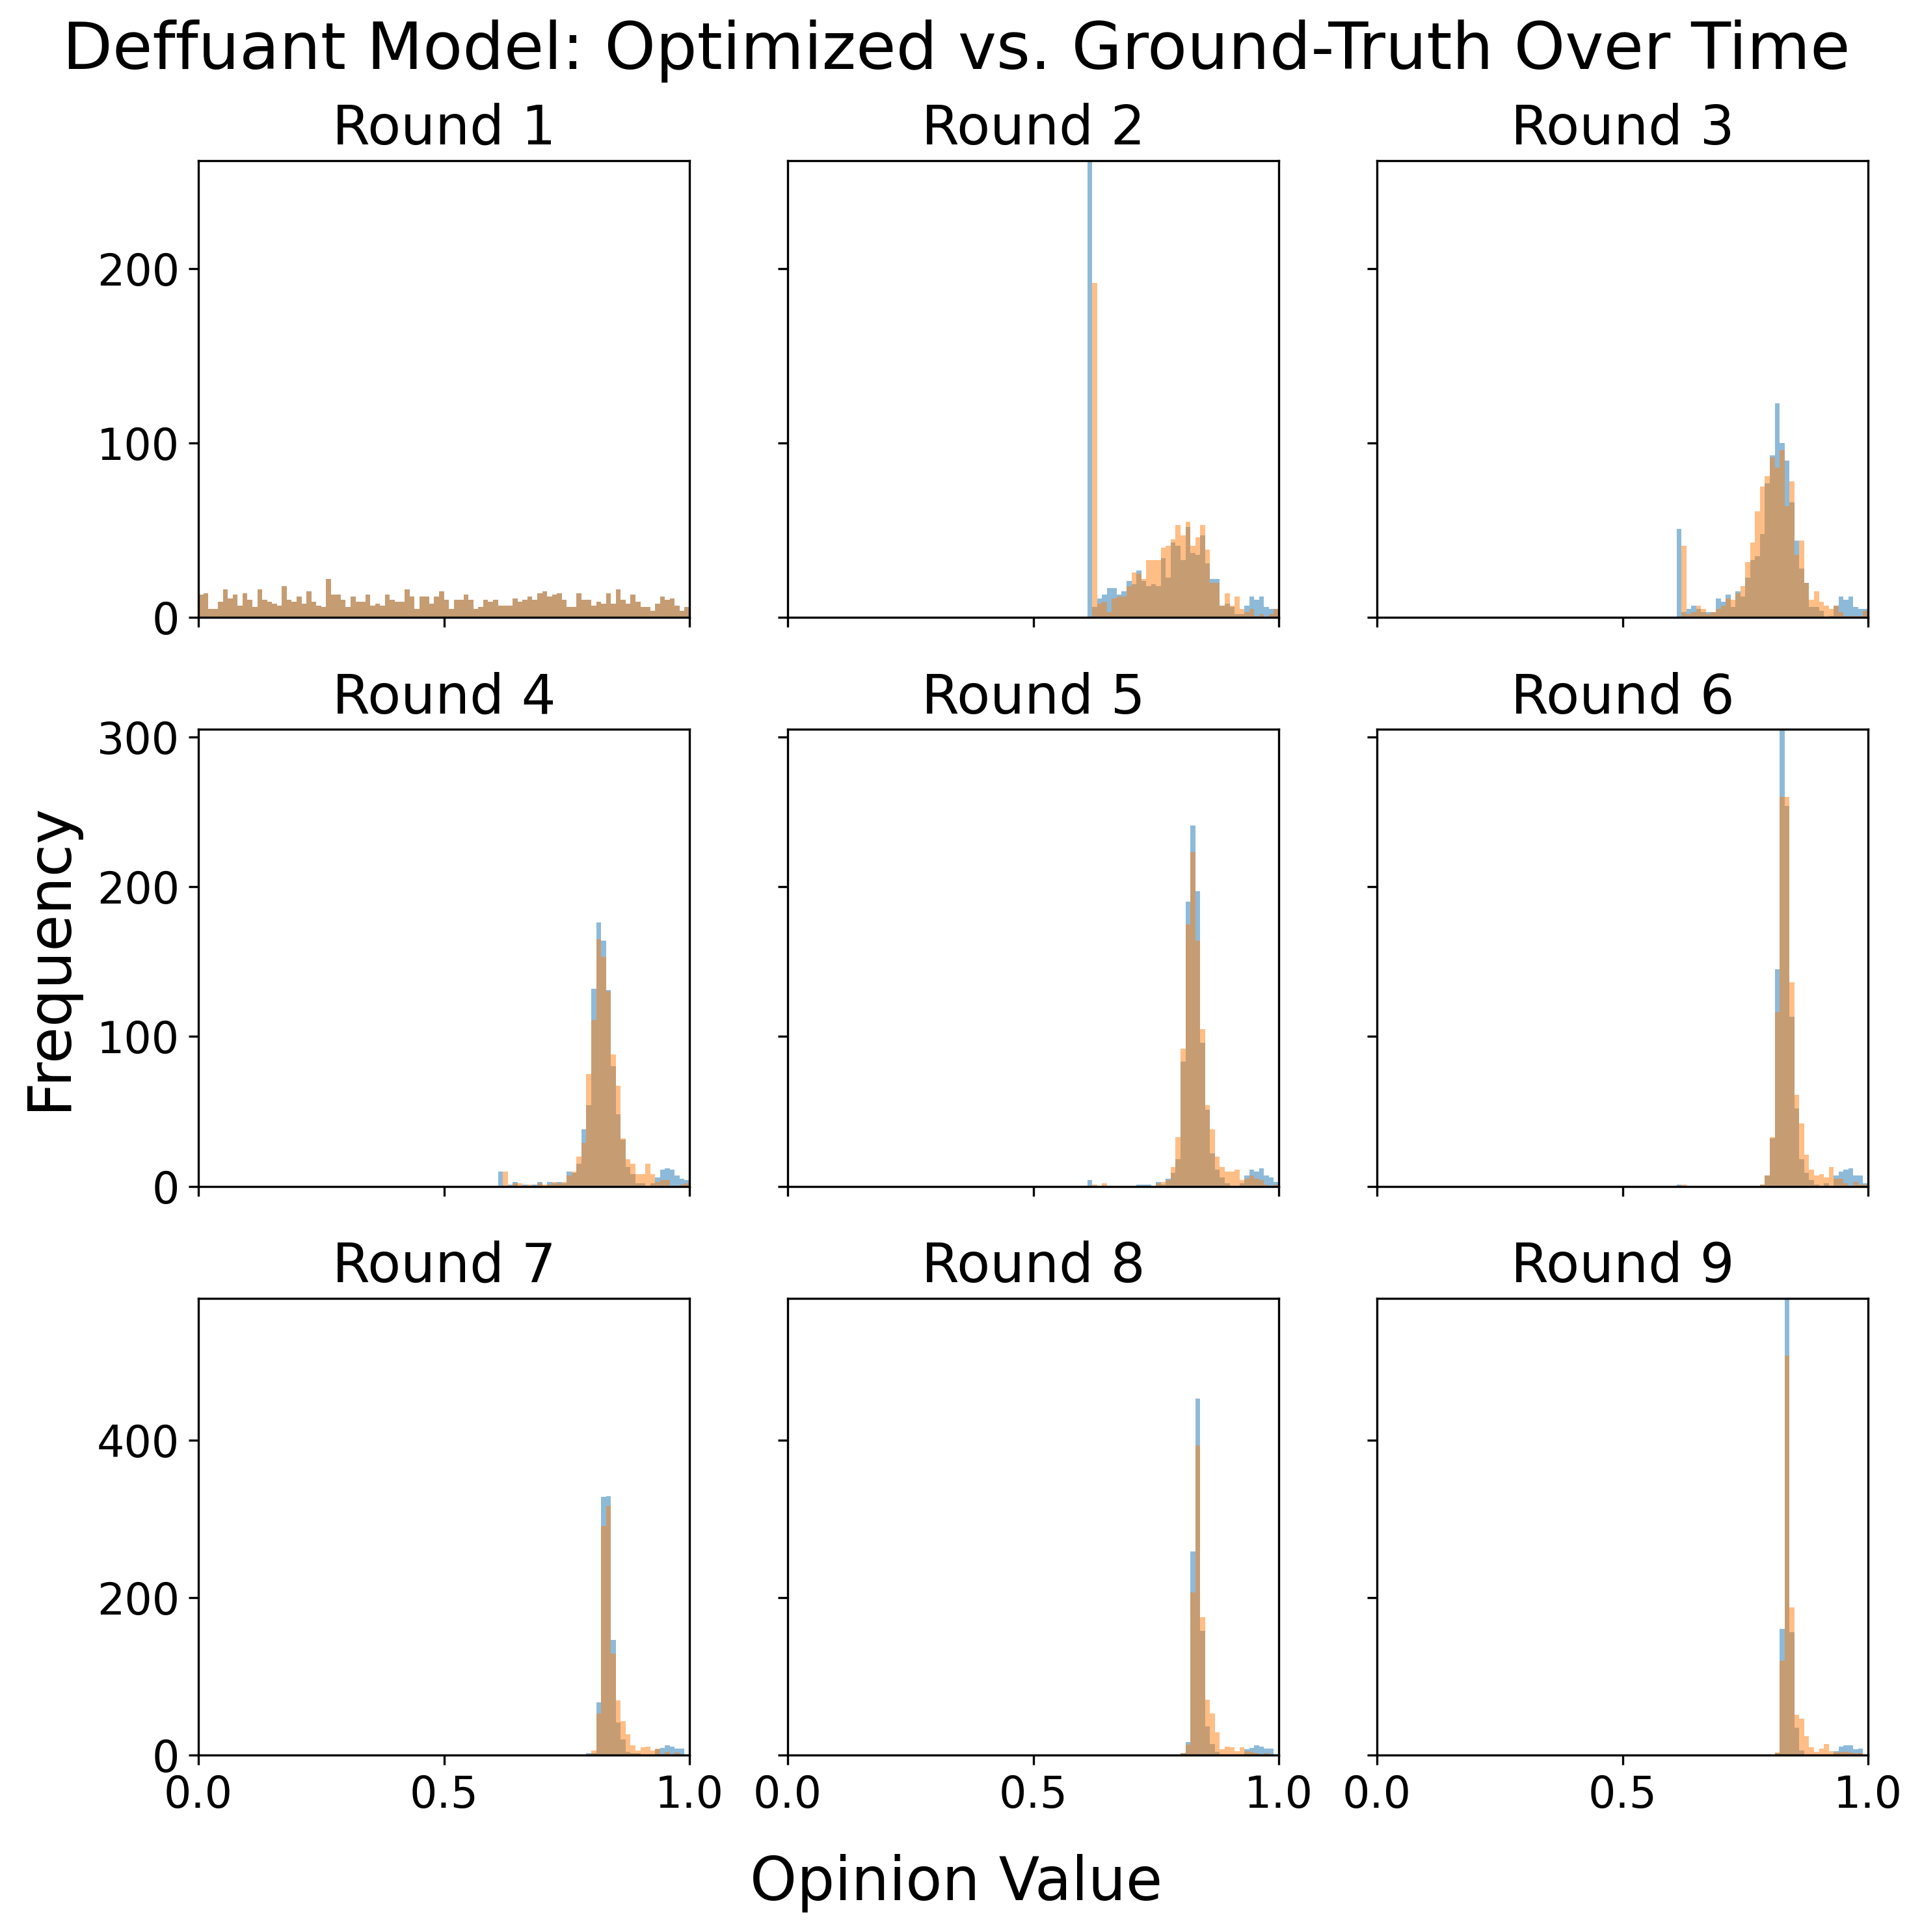 Deffuant Model: Optimized vs. Ground-Truth Over Time
Round 1
Round 2
Round 3
200
100
0
Round 4
Round 5
Round 6
300
200
100
0
Frequency
Round 7
Round 8
Round 9
400
200
0
0.0 0.5 1.0
0.0 0.5 1.0
0.0 0.5 1.0
Opinion Value